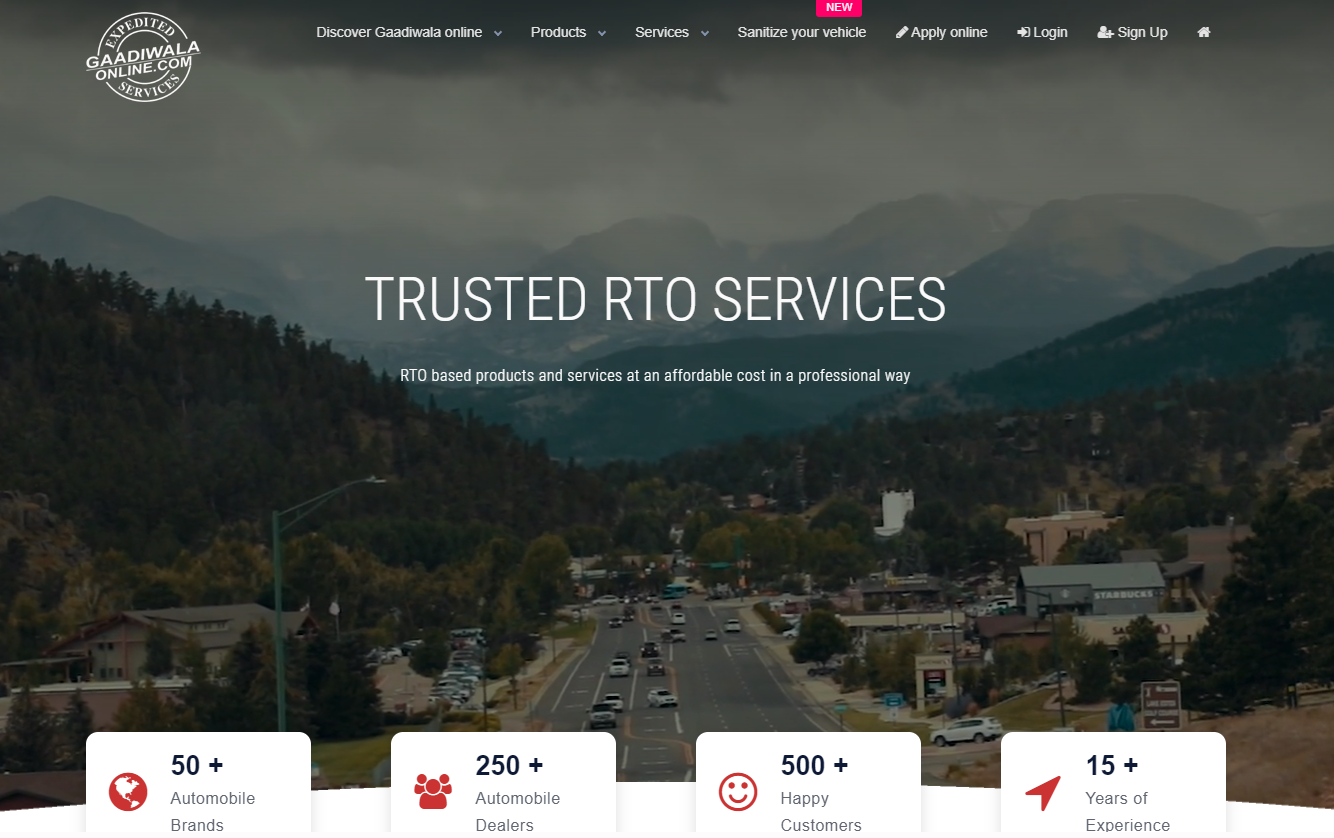 EXPEDITED
GAADIWALA
ONLINE.COM
SERVICES
NEW
Discover Gaadiwala online
Products
Services
Sanitize your vehicle
Apply online
Login
Sign Up
TRUSTED RTO SERVICES
RTO based products and services at an affordable cost in a professional way
STARBUCKS
50 +
Automobile
Brands
250 +
Automobile
Dealers
500 +
Happy
Customers
15 +
Years of
Experience